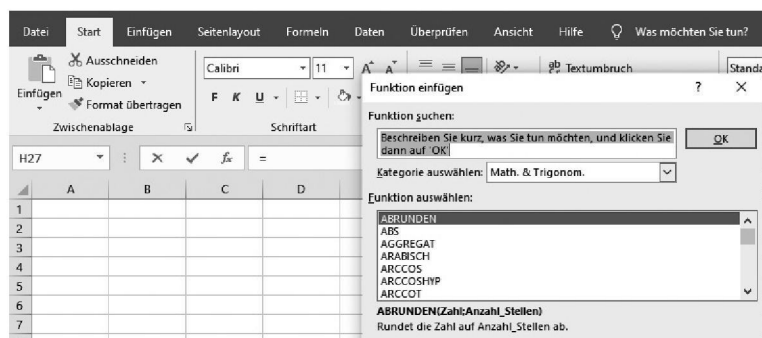 Datei Start Einfügen Seitenlayout Formeln Daten Überprüfen Ansicht Hilfe Was möchten Sie tun?
Ausschneiden
Kopieren
Format übertragen
Einfügen
Zwischenablage
Calibri 11 A A
F K U
Schriftart
ab Textumbruch
Standa
Funktion einfügen ? X
Funktion suchen:
Beschreiben Sie kurz, was Sie tun möchten, und klicken Sie
dann auf 'OK'
OK
Kategorie auswählen: Math. & Trigonom.
Funktion auswählen:
ABRUNDEN
ABS
AGGREGAT
ARABISCH
ARCCOS
ARCCOSHYP
ARCCOT
ABRUNDEN(Zahl;Anzahl_Stellen)
Rundet die Zahl auf Anzahl_Stellen ab.
H27 fx =
A B C D
1
2
3
4
5
6
7